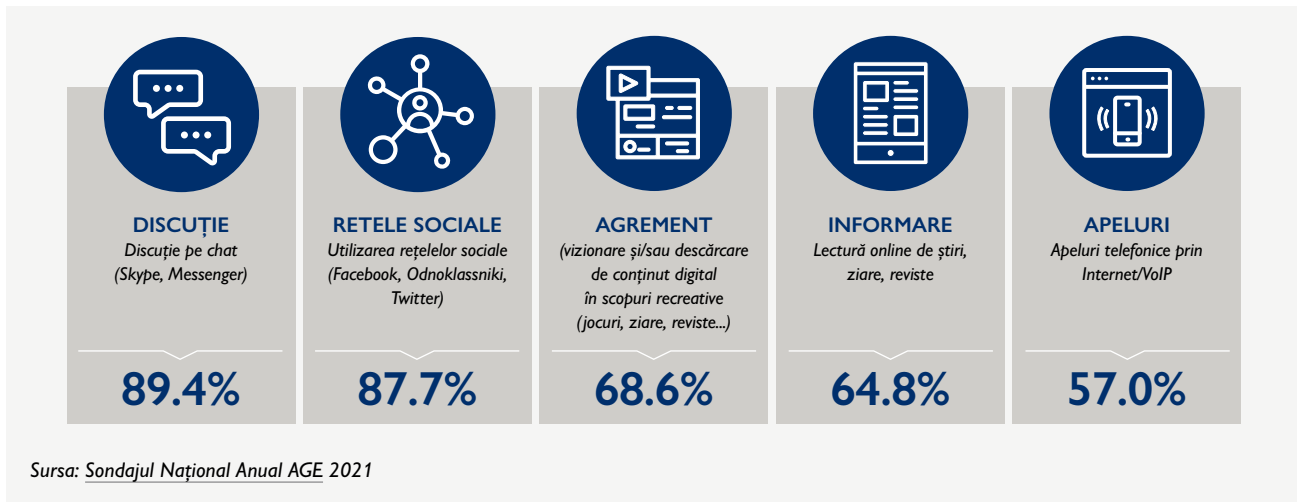 DISCUȚIE
Discuție pe chat
(Skype, Messenger)
89.4%
RETELE SOCIALE
Utilizarea rețelelor sociale
(Facebook, Odnoklassniki,
Twitter)
87.7%
AGREMENT
(vizionare și/sau descărcare
de conținut digital
în scopuri recreative
(jocuri, ziare, reviste...)
68.6%
INFORMARE
Lectură online de știri,
ziare, reviste
64.8%
APELURI
Apeluri telefonice prin
Internet/VoIP
57.0%
Sursa: Sondajul Național Anual AGE 2021